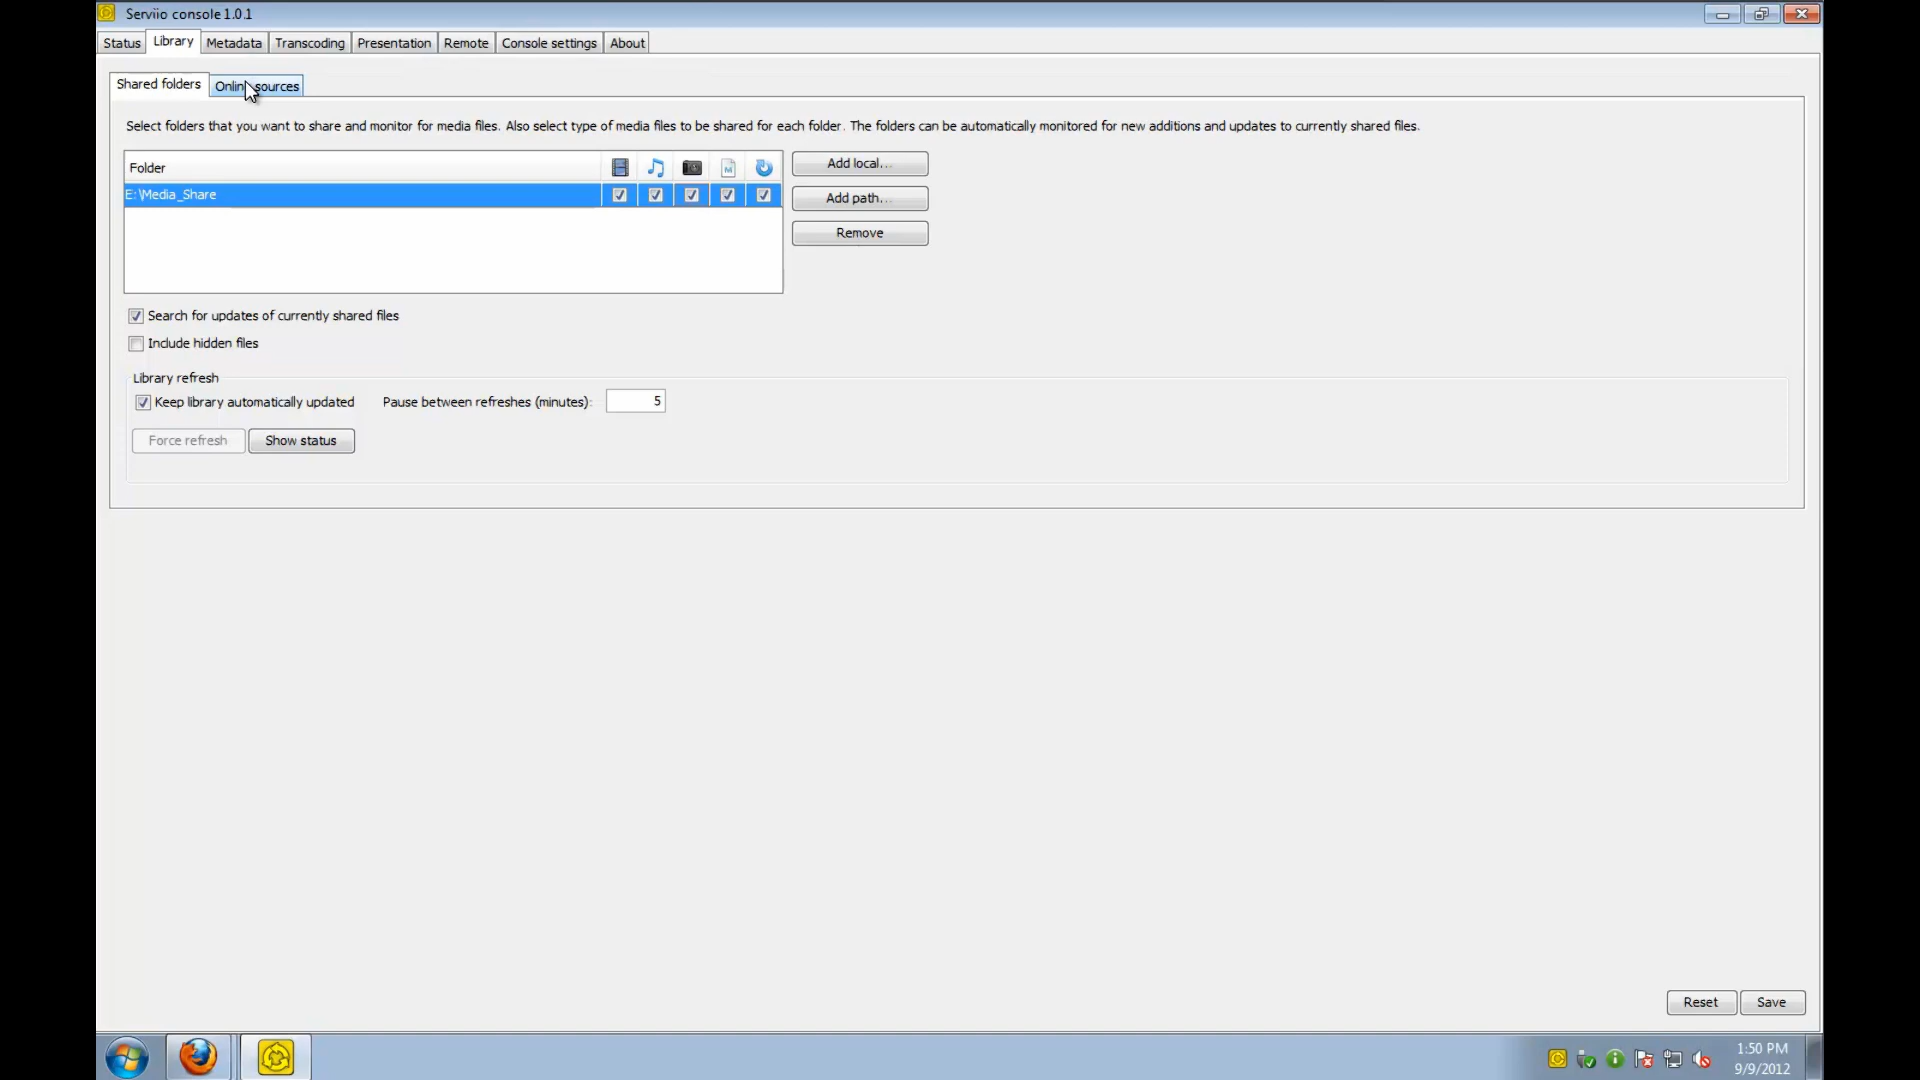 Serviio console 1.0.1
Status Library Metadata Transcoding Presentation Remote Console settings About
Shared folders Online sources
Select folders that you want to share and monitor for media files. Also select type of media files to be shared for each folder. The folders can be automatically monitored for new additions and updates to currently shared files.
Folder M Add local...
E:\Media_Share
Add path...
Remove
Search for updates of currently shared files
Include hidden files
Library refresh
Keep library automatically updated Pause between refreshes (minutes): 5
Force refresh Show status
Reset Save
1:50 PM
9/9/2012